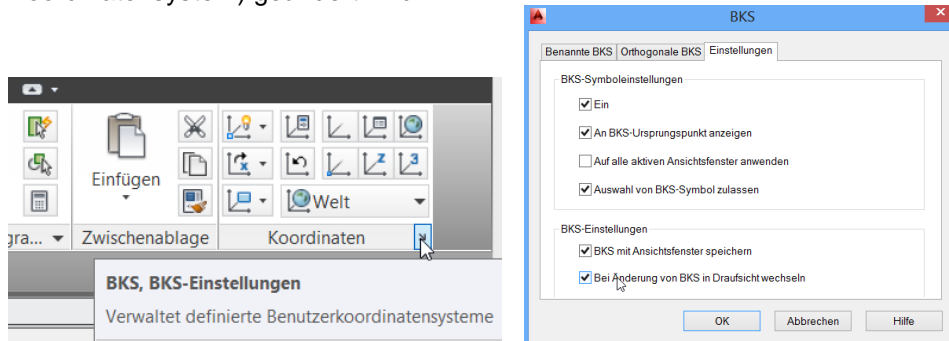 BKS
Benannte BKS Orthogonale BKS Einstellungen
BKS-Symboleinstellungen
Ein
An BKS-Ursprungspunkt anzeigen
Auf alle aktiven Ansichtsfenster anwenden
Auswahl von BKS-Symbol zulassen
BKS-Einstellungen
BKS mit Ansichtsfenster speichern
Bei Änderung von BKS in Draufsicht wechseln
OK Abbrechen Hilfe
Einfügen
Welt
gra... Zwischenablage Koordinaten
BKS, BKS-Einstellungen
Verwaltet definierte Benutzerkoordinatensysteme